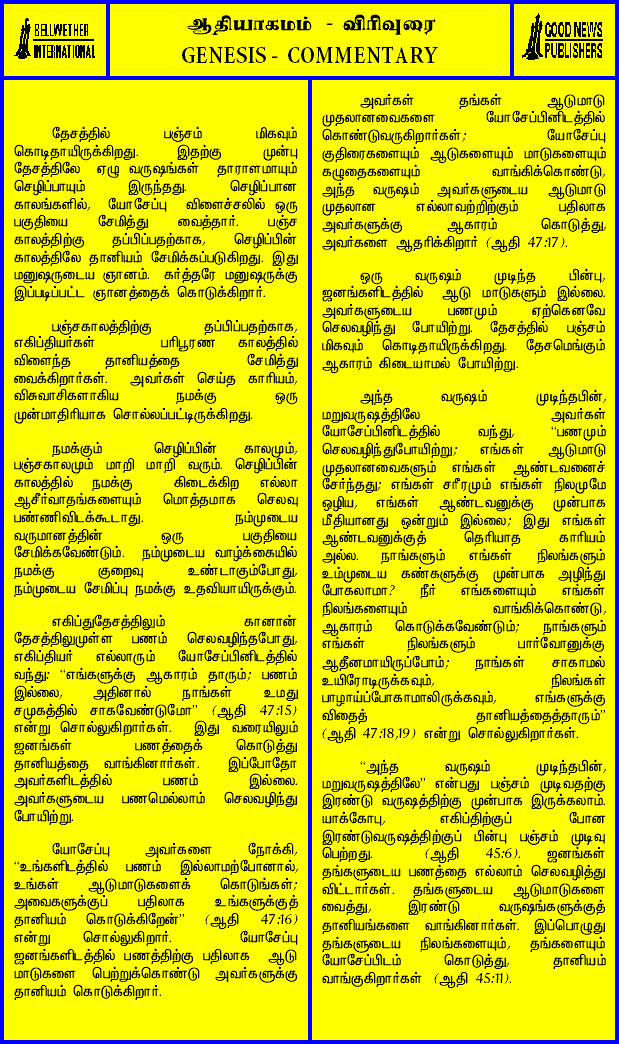 BELLWETHER
INTERNATIONAL
ஆதியாகமம் - விரிவுரை
GENESIS - COMMENTARY
GOOD NEWS
PUBLISHERS
தேசத்தில் பஞ்சம் மிகவும்
கொடிதாயிருக்கிறது. இதற்கு முன்பு
தேசத்திலே ஏழு வருஷங்கள் தாராளமாயும்
செழிப்பாயும் இருந்தது. செழிப்பான
காலங்களில், யோசேப்பு விளைச்சலில் ஒரு
பகுதியை சேமித்து வைத்தார். பஞ்ச
காலத்திற்கு தப்பிப்பதற்காக, செழிப்பின்
காலத்திலே தானியம் சேமிக்கப்படுகிறது. இது
மனுஷருடைய ஞானம். கர்த்தரே மனுஷருக்கு
இப்படிப்பட்ட ஞானத்தைக் கொடுக்கிறார்.
பஞ்சகாலத்திற்கு தப்பிப்பதற்காக,
எகிப்தியர்கள் பரிபூரண காலத்தில்
விளைந்த தானியத்தை சேமித்து
வைக்கிறார்கள். அவர்கள் செய்த காரியம்,
விசுவாசிகளாகிய நமக்கு ஒரு
முன்மாதிரியாக சொல்லப்பட்டிருக்கிறது.
நமக்கும் செழிப்பின் காலமும்,
பஞ்சகாலமும் மாறி மாறி வரும். செழிப்பின்
காலத்தில் நமக்கு கிடைக்கிற எல்லா
ஆசீர்வாதங்களையும் மொத்தமாக செலவு
பண்ணிவிடக்கூடாது. நம்முடைய
வருமானத்தின் ஒரு பகுதியை
சேமிக்கவேண்டும். நம்முடைய வாழ்க்கையில்
நமக்கு குறைவு உண்டாகும்போது,
நம்முடைய சேமிப்பு நமக்கு உதவியாயிருக்கும்.
எகிப்துதேசத்திலும் கானான்
தேசத்திலுமுள்ள பணம் செலவழிந்தபோது,
எகிப்தியர் எல்லாரும் யோசேப்பினிடத்தில்
வந்து: “எங்களுக்கு ஆகாரம் தாரும்; பணம்
இல்லை, அதினால் நாங்கள் உமது
சமுகத்தில் சாகவேண்டுமோ” (ஆதி 47:15)
என்று சொல்லுகிறார்கள். இது வரையிலும்
ஜனங்கள் பணத்தைக் கொடுத்து
தானியத்தை வாங்கினார்கள். இப்போதோ
அவர்களிடத்தில் பணம் இல்லை.
அவர்களுடைய பணமெல்லாம் செலவழிந்து
போயிற்று.
யோசேப்பு அவர்களை நோக்கி,
“உங்களிடத்தில் பணம் இல்லாமற்போனால்,
உங்கள் ஆடுமாடுகளைக் கொடுங்கள்;
அவைகளுக்குப் பதிலாக உங்களுக்குத்
தானியம் கொடுக்கிறேன்” (ஆதி 47:16)
என்று சொல்லுகிறார். யோசேப்பு
ஜனங்களிடத்தில் பணத்திற்கு பதிலாக ஆடு
மாடுகளை பெற்றுக்கொண்டு அவர்களுக்கு
தானியம் கொடுக்கிறார்.
அவர்கள் தங்கள் ஆடுமாடு
முதலானவைகளை யோசேப்பினிடத்தில்
கொண்டுவருகிறார்கள்; யோசேப்பு
குதிரைகளையும் ஆடுகளையும் மாடுகளையும்
கழுதைகளையும் வாங்கிக்கொண்டு,
அந்த வருஷம் அவர்களுடைய ஆடுமாடு
முதலான எல்லாவற்றிற்கும் பதிலாக
அவர்களுக்கு ஆகாரம் கொடுத்து,
அவர்களை ஆதரிக்கிறார் (ஆதி 47:17).
ஒரு வருஷம் முடிந்த பின்பு,
ஜனங்களிடத்தில் ஆடு மாடுகளும் இல்லை.
அவர்களுடைய பணமும் ஏற்கெனவே
செலவழிந்து போயிற்று. தேசத்தில் பஞ்சம்
மிகவும் கொடிதாயிருக்கிறது. தேசமெங்கும்
ஆகாரம் கிடையாமல் போயிற்று.
அந்த வருஷம் முடிந்தபின்,
மறுவருஷத்திலே அவர்கள்
யோசேப்பினிடத்தில் வந்து, “பணமும்
செலவழிந்துபோயிற்று; எங்கள் ஆடுமாடு
முதலானவைகளும் எங்கள் ஆண்டவனைச்
சேர்ந்தது; எங்கள் சரீரமும் எங்கள் நிலமுமே
ஒழிய, எங்கள் ஆண்டவனுக்கு முன்பாக
மீதியானது ஒன்றும் இல்லை; இது எங்கள்
ஆண்டவனுக்குத் தெரியாத காரியம்
அல்ல. நாங்களும் எங்கள் நிலங்களும்
உம்முடைய கண்களுக்கு முன்பாக அழிந்து
போகலாமா? நீர் எங்களையும் எங்கள்
நிலங்களையும் வாங்கிக்கொண்டு,
ஆகாரம் கொடுக்கவேண்டும்; நாங்களும்
எங்கள் நிலங்களும் பார்வோனுக்கு
ஆதீனமாயிருப்போம்; நாங்கள் சாகாமல்
உயிரோடிருக்கவும், நிலங்கள்
பாழாய்ப்போகாமாலிருக்கவும், எங்களுக்கு
விதைத் தானியத்தைத்தாரும்”
(ஆதி 47:18,19) என்று சொல்லுகிறார்கள்.
“அந்த வருஷம் முடிந்தபின்,
மறுவருஷத்திலே” என்பது பஞ்சம் முடிவதற்கு
இரண்டு வருஷத்திற்கு முன்பாக இருக்கலாம்.
யாக்கோபு, எகிப்திற்குப் போன
இரண்டுவருஷத்திற்குப் பின்பு பஞ்சம் முடிவு
பெற்றது. (ஆதி 45:6). ஜனங்கள்
தங்களுடைய பணத்தை எல்லாம் செலவழித்து
விட்டார்கள். தங்களுடைய ஆடுமாடுகளை
வைத்து, இரண்டு வருஷங்களுக்குத்
தானியங்களை வாங்கினார்கள். இப்பொழுது
தங்களுடைய நிலங்களையும், தங்களையும்
யோசேப்பிடம் கொடுத்து, தானியம்
வாங்குகிறார்கள் (ஆதி 45:11).